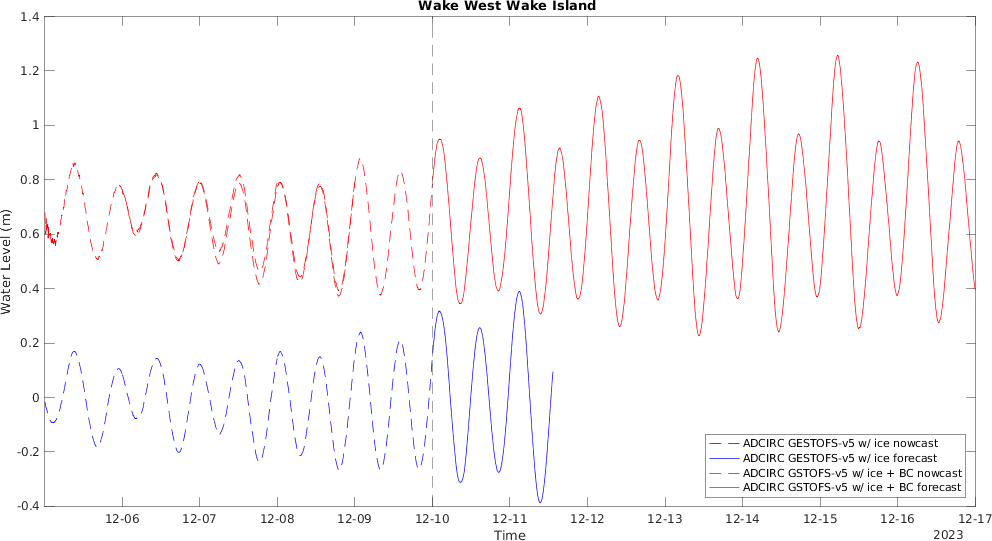 Wake West Wake Island
1.4
1.2
1
0.8
0.6
0.4
0.2
0
-0.2
-0.4
Water Level (m)
ADCIRC GESTOFS-v5 w/ ice nowcast
ADCIRC GESTOFS-v5 w/ ice forecast
ADCIRC GSTOFS-v5 w/ ice + BC nowcast
ADCIRC GSTOFS-v5 w/ ice + BC forecast
12-06 12-07 12-08 12-09 12-10 12-11 12-12 12-13 12-14 12-15 12-16 12-17
Time
2023